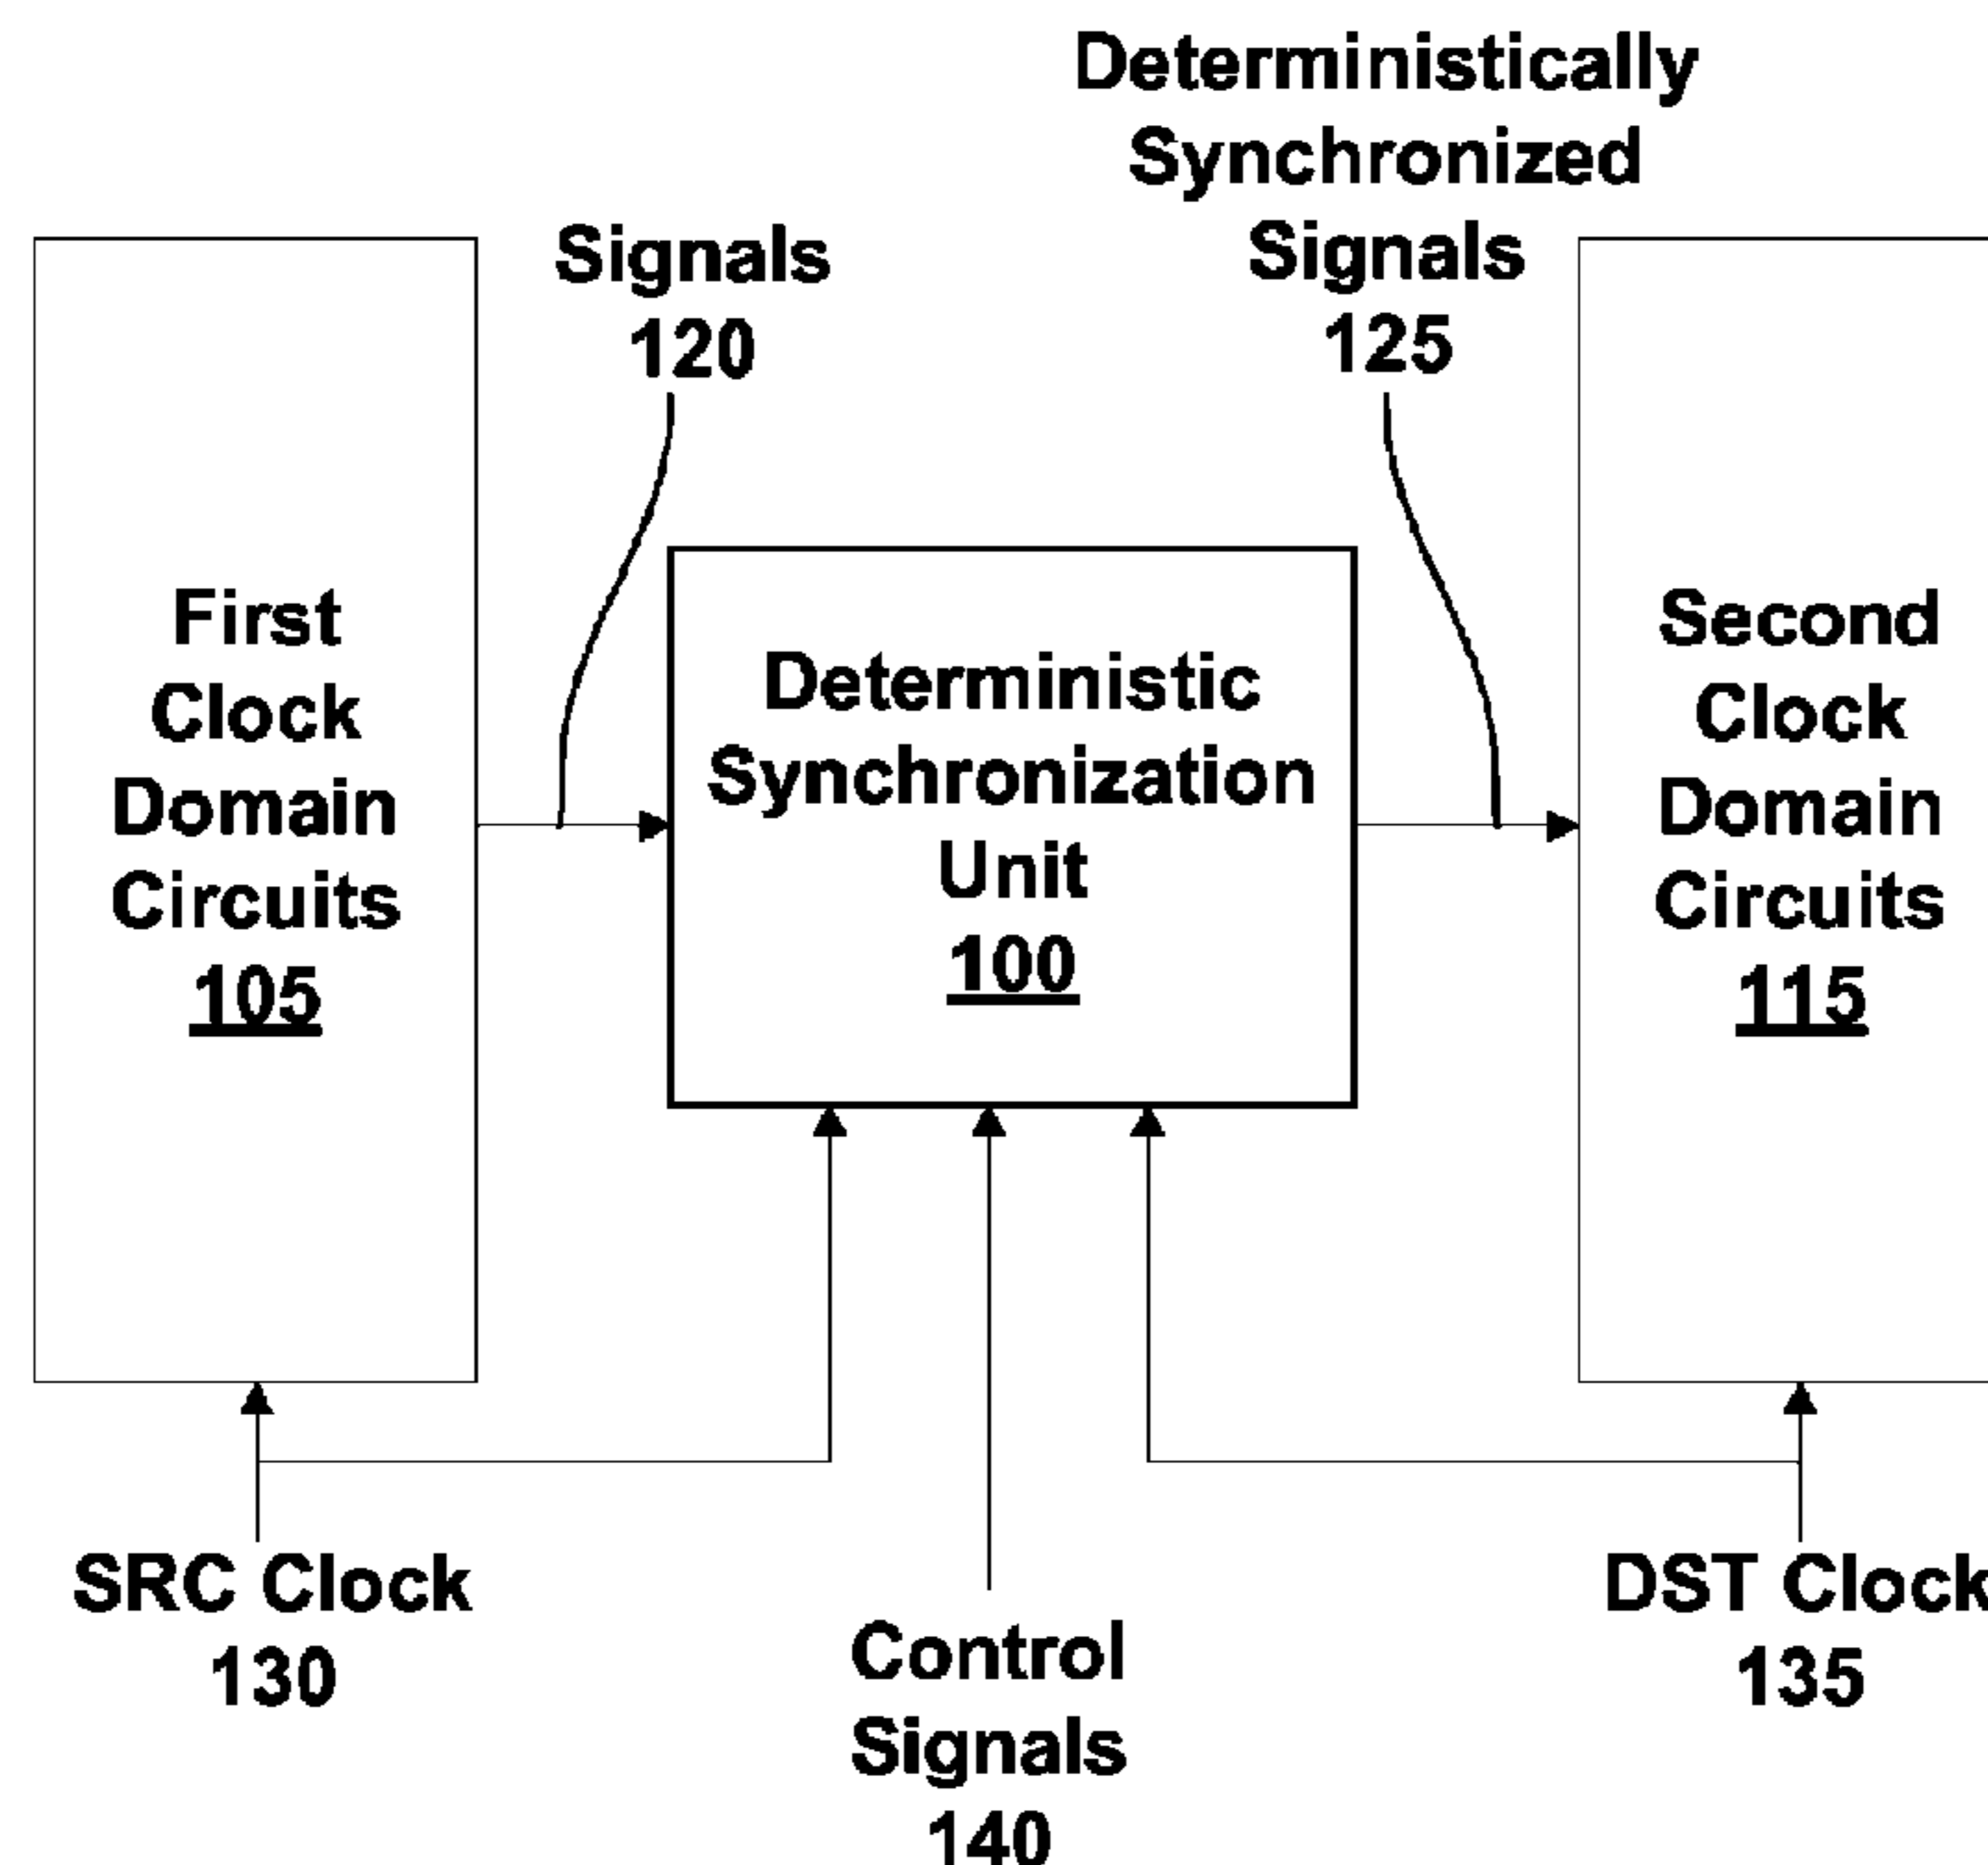 Deterministically
Synchronized
Signals
125
Signals
120
First
Clock
Domain
Circuits
105
Deterministic
Synchronization
Unit
100
Second
Clock
Domain
Circuits
115
SRC Clock
130
Control
Signals
140
DST Clock
135